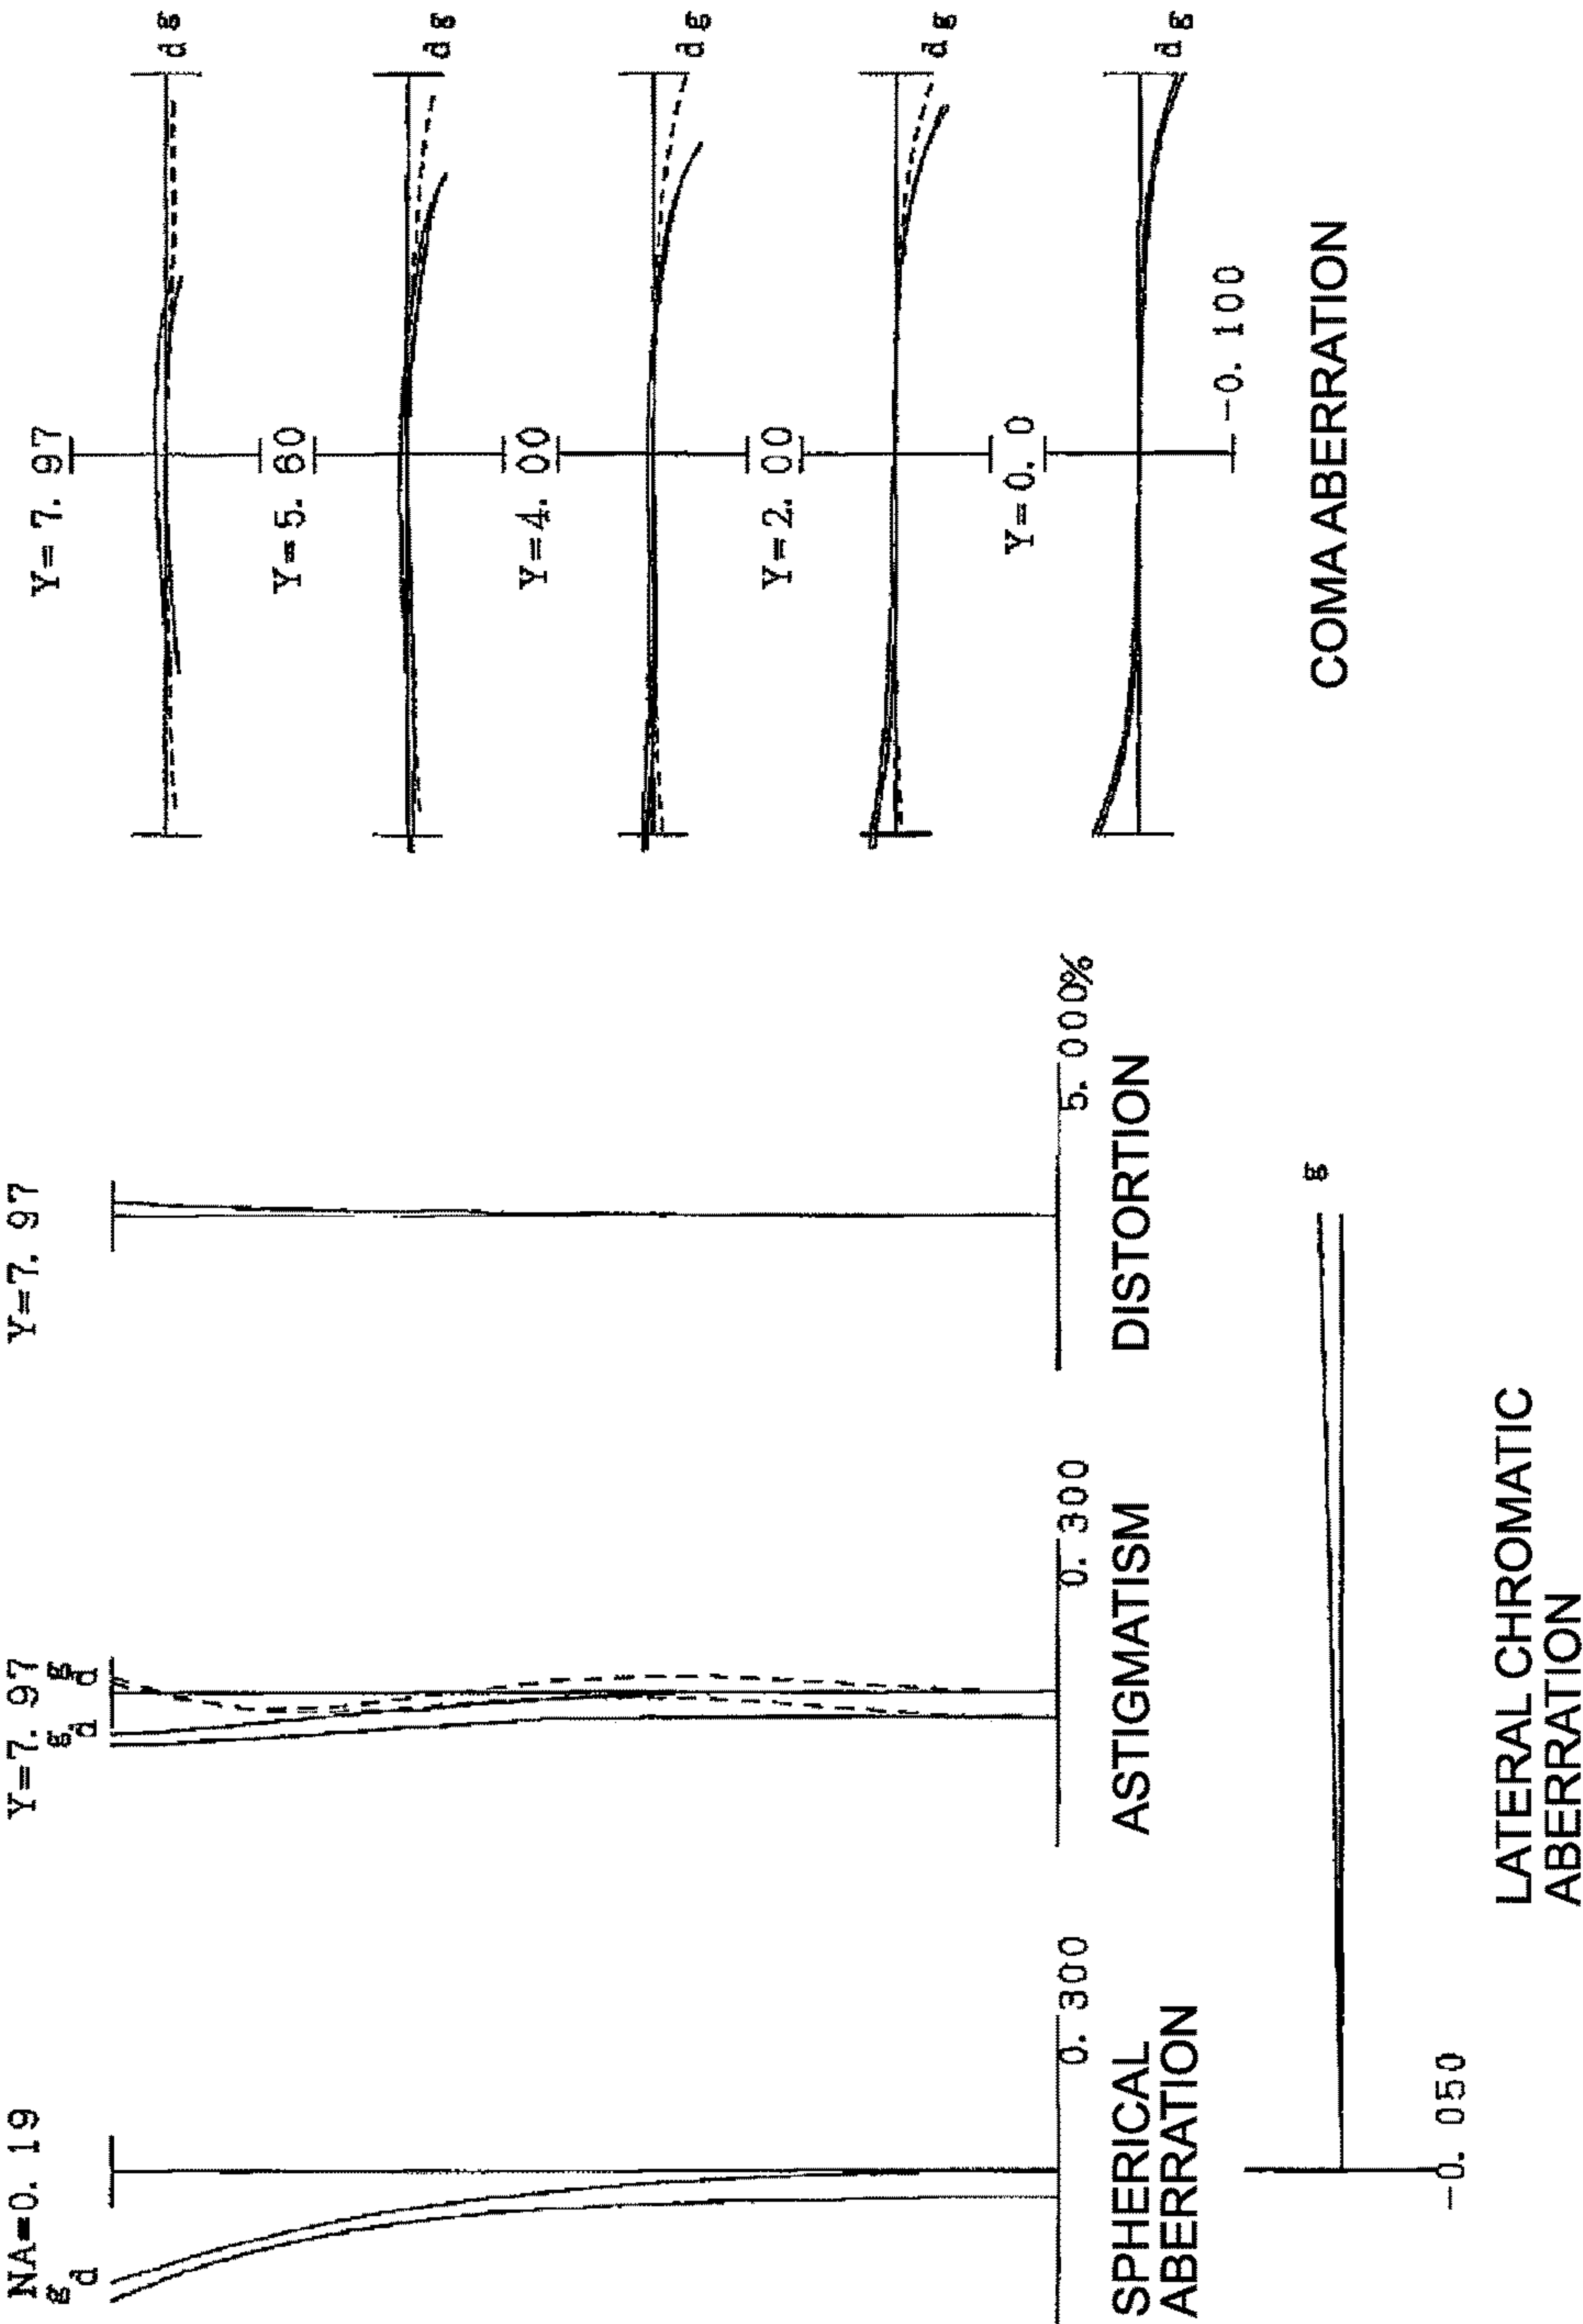 NA=0. 19
g
d
0. 300
SPHERICAL
ABERRATION
Y=7. 97
g
d
g
d
0. 300
ASTIGMATISM
Y=7. 97
5. 000%
DISTORTION
Y=7. 97
d
g
Y=5. 60
d
g
Y=4. 00
d
g
Y=2. 00
d
g
Y=0. 0
d
g
-0. 100
COMA ABERRATION
g
-0. 050
LATERAL CHROMATIC
ABERRATION